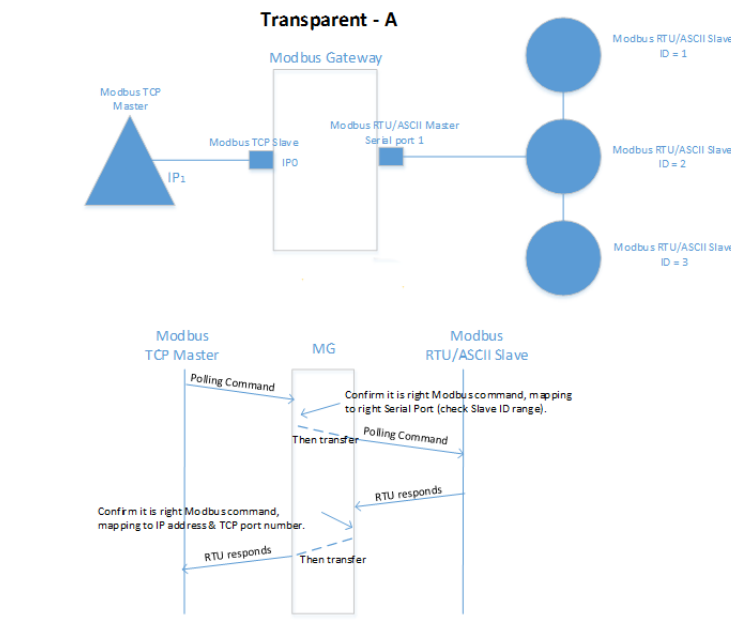 Transparent - A
Modbus Gateway
Modbus RTU/ASCII Slave
ID = 1
Modbus TCP
Master
Modbus TCP Slave
IP0
IP1
Modbus RTU/ASCII Master
Serial port 1
Modbus RTU/ASCII Slave
ID = 2
Modbus RTU/ASCII Slave
ID = 3
Modbus
TCP Master
MG
Modbus
RTU/ASCII Slave
Polling Command
Confirm it is right Modbus command, mapping
to right Serial Port (check Slave ID range).
Then transfer
Polling Command
RTU responds
Confirm it is right Modbus command,
mapping to IP address & TCP port number.
RTU responds
Then transfer